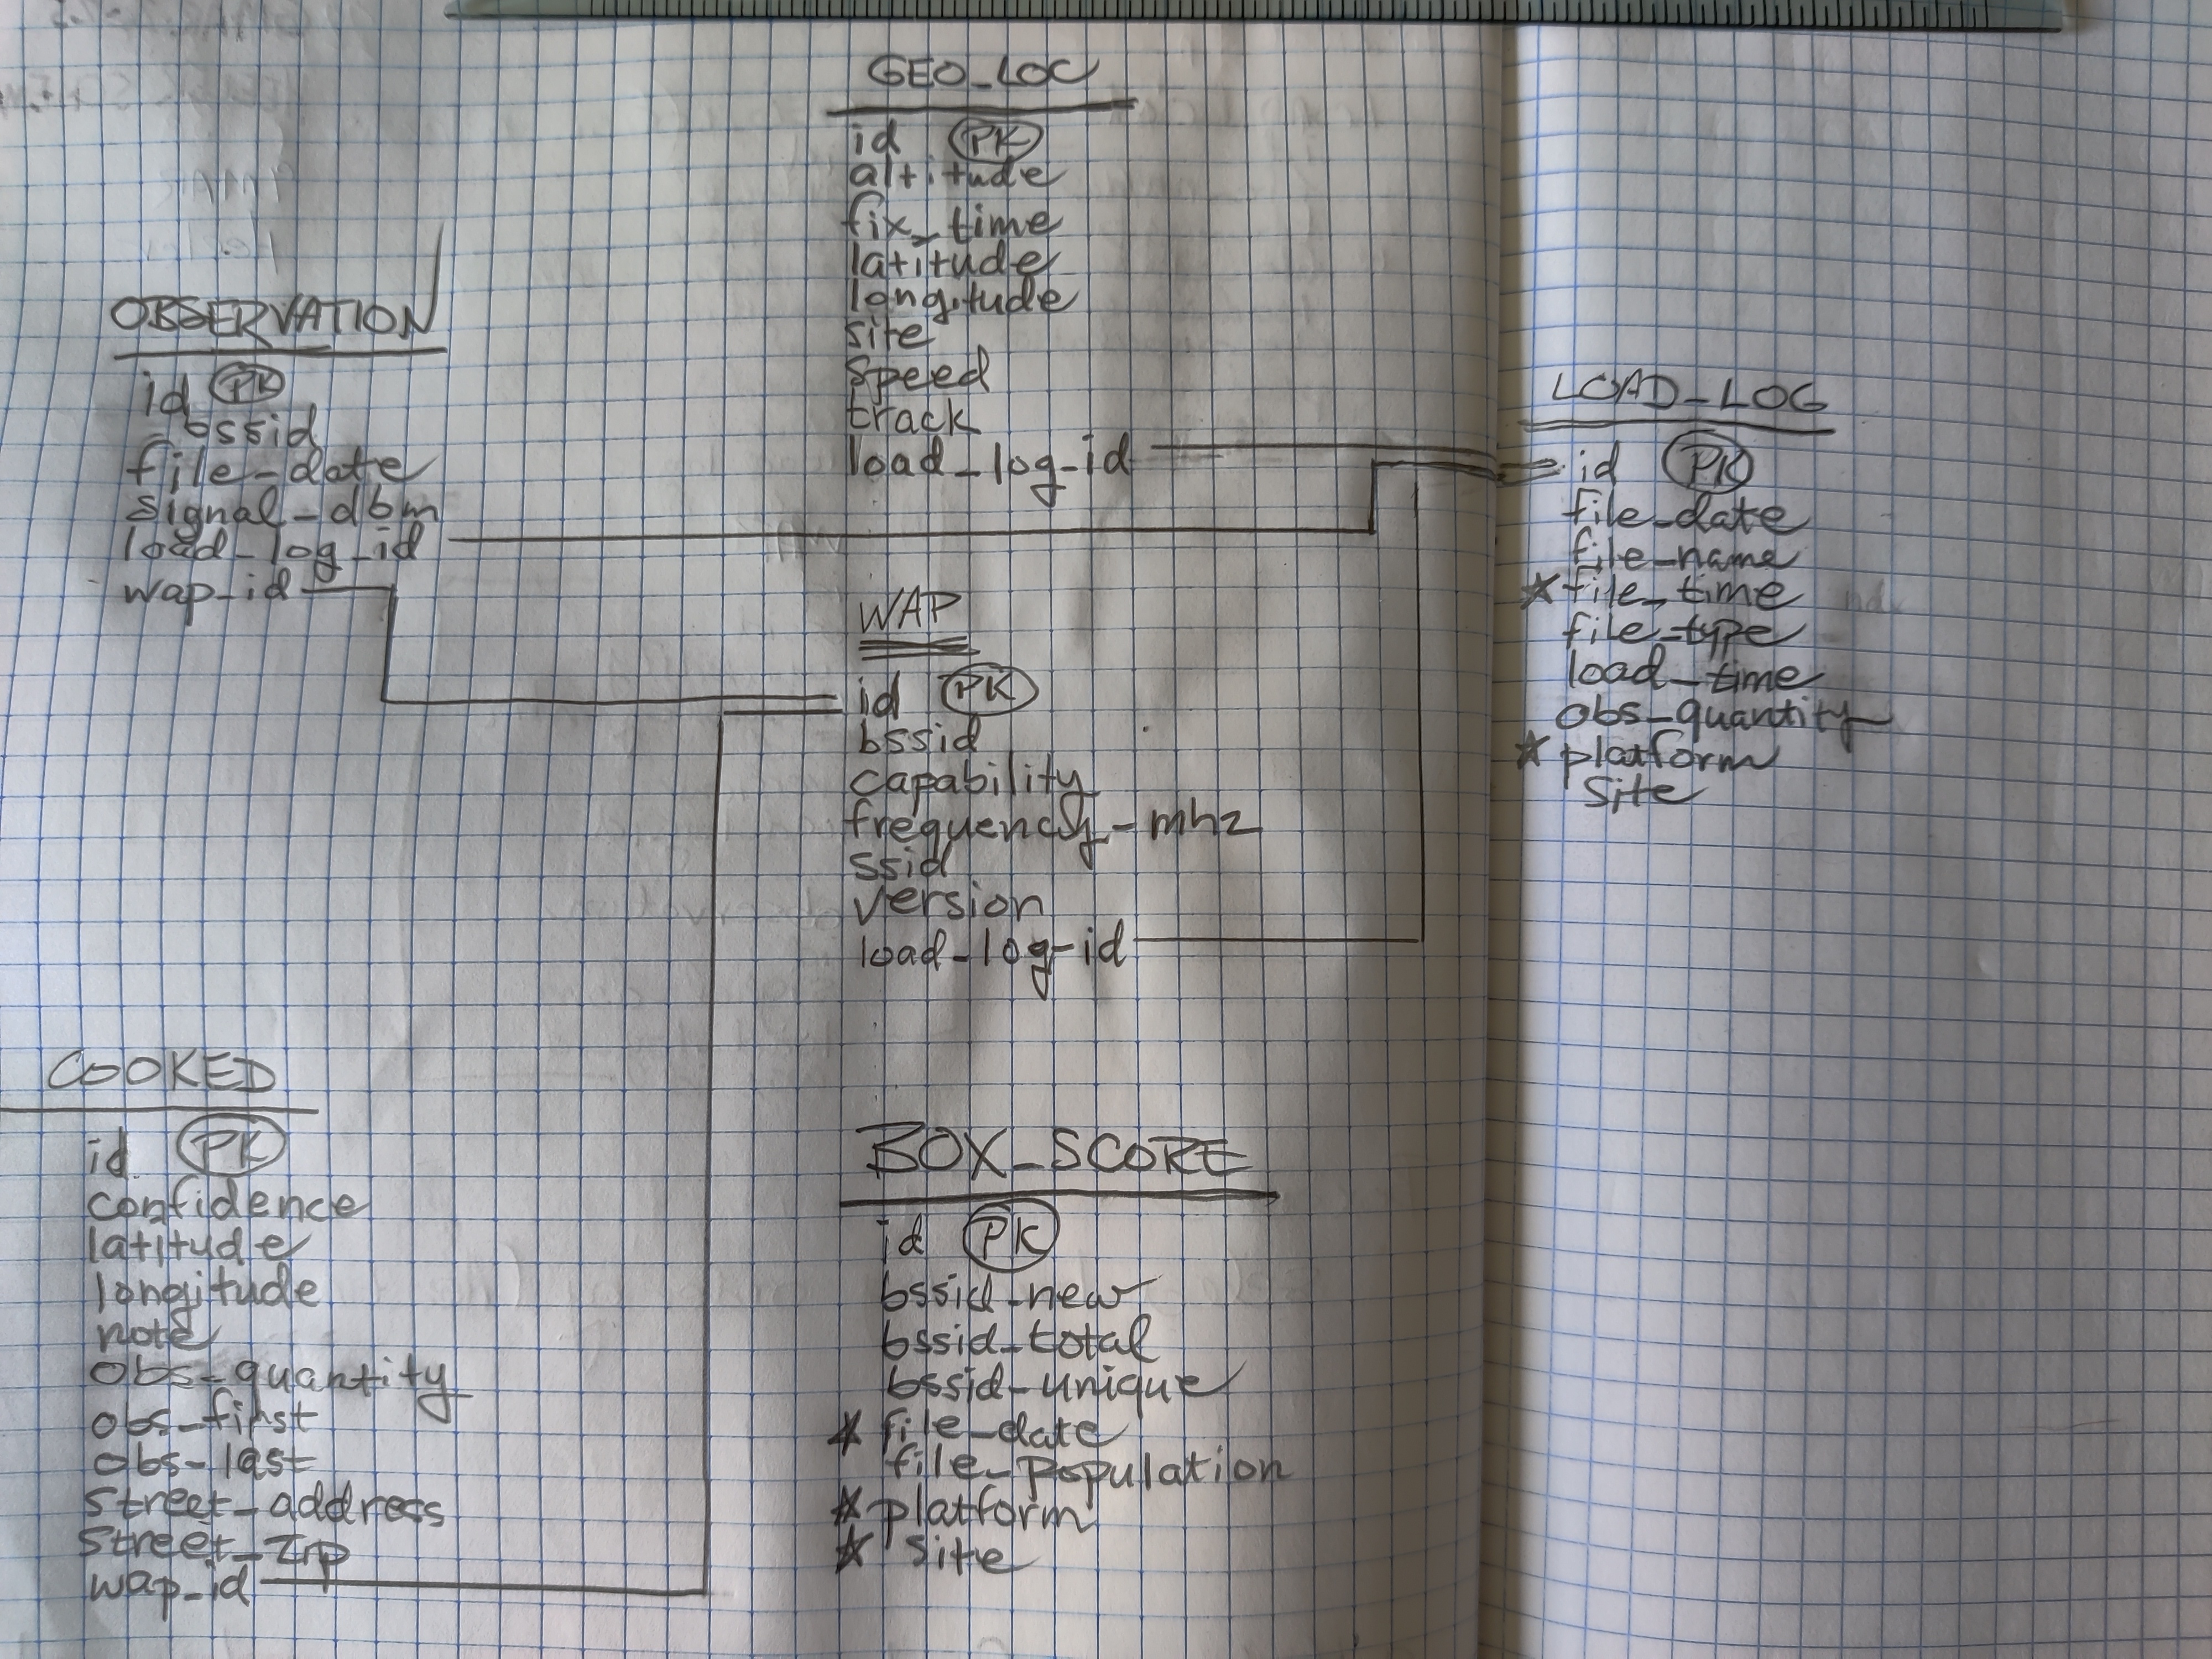 GEO_LOC
id PK
altitude
fix_time
latitude
longitude
site
speed
track
load_log_id
OBSERVATION
id PK
bssid
file_date
signal_dbm
load_log_id
wap_id
LOAD_LOG
id PK
file_date
file_name
★ file_time
file_type
load_time
obs_quantity
★ platform
site
WAP
id PK
bssid
capability
frequency_mhz
ssid
version
load_log_id
COOKED
id PK
confidence
latitude
longitude
note
obs_quantity
obs_first
obs_last
street_address
street_zip
wap_id
BOX_SCORE
id PK
bssid_new
bssid_total
bssid_unique
★ file_date
file_population
★ platform
★ site